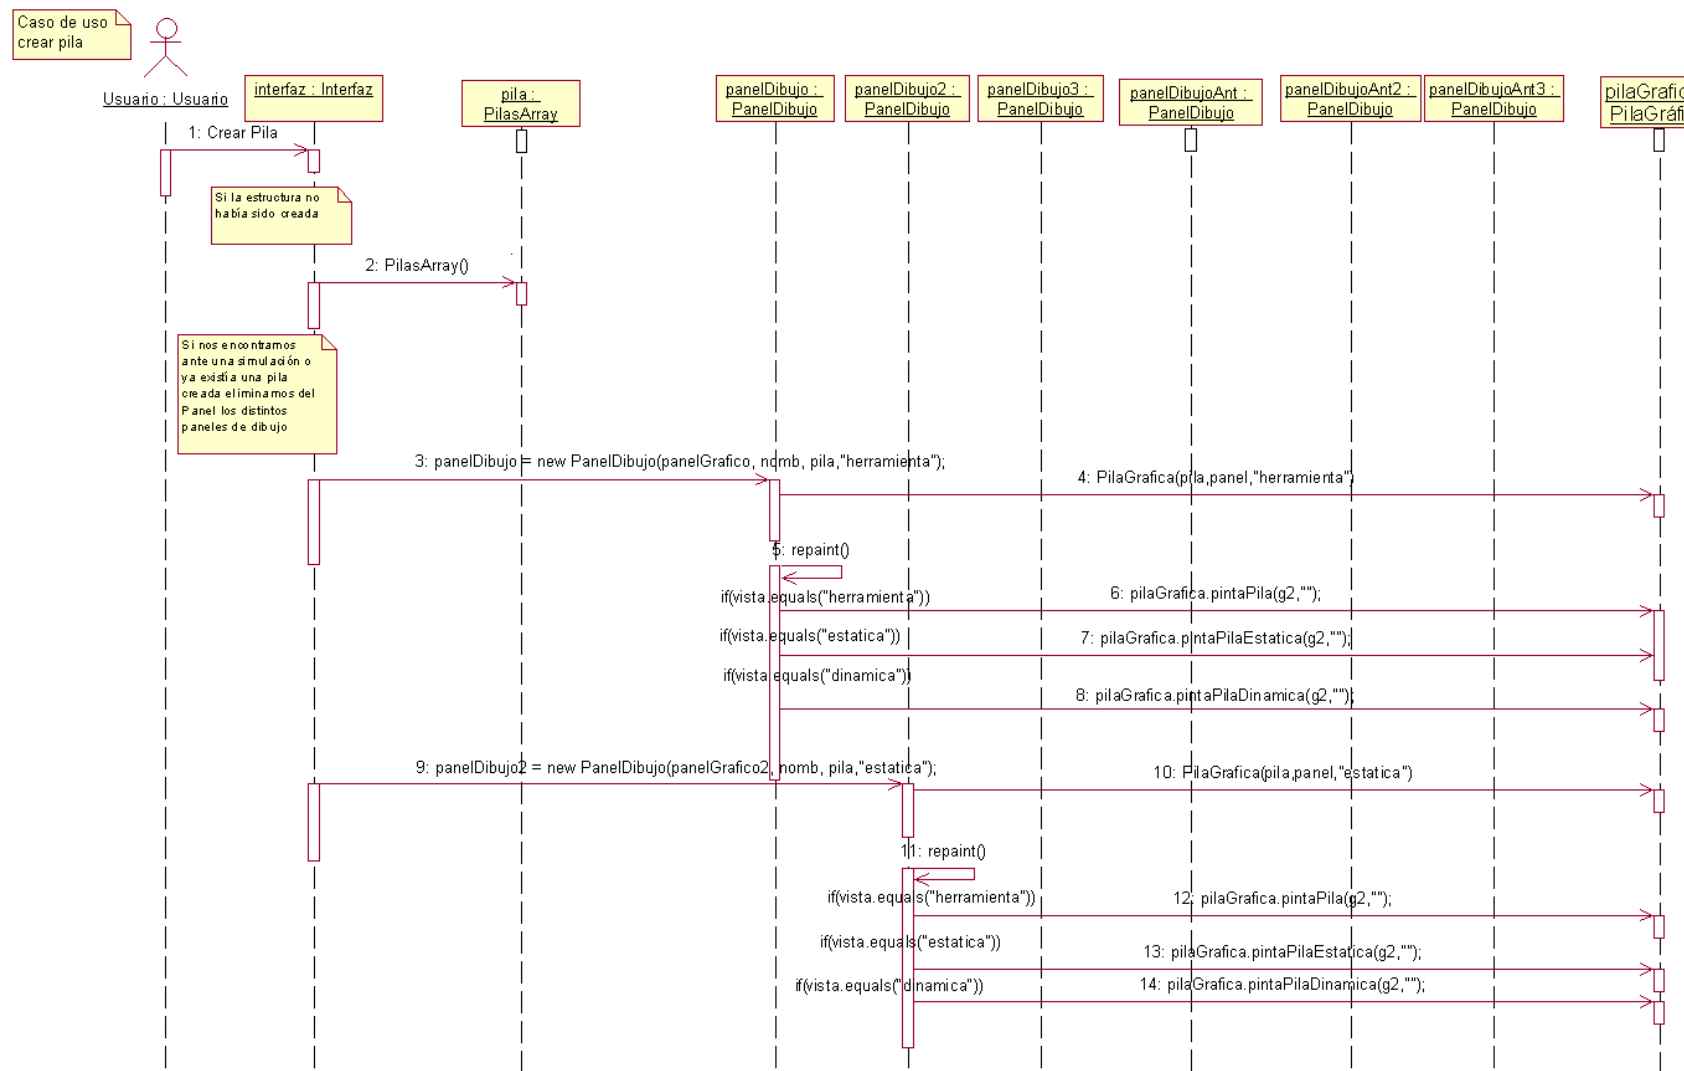 Caso de uso
crear pila
Usuario : Usuario
interfaz : Interfaz
pila :
PilasArray
panelDibujo :
PanelDibujo
panelDibujo2 :
PanelDibujo
panelDibujo3 :
PanelDibujo
panelDibujoAnt :
PanelDibujo
panelDibujoAnt2 :
PanelDibujo
panelDibujoAnt3 :
PanelDibujo
1: Crear Pila
Si la estructura no
había sido creada
2: PilasArray()
Si nos encontramos
ante una simulación o
ya existía una pila
creada eliminamos del
Panel los distintos
paneles de dibujo
3: panelDibujo = new PanelDibujo(panelGrafico, nomb, pila,"herramienta");
4: PilaGrafica(pila,panel,"herramienta")
5: repaint()
if(vista.equals("herramienta"))
6: pilaGrafica.pintaPila(g2,"");
if(vista.equals("estatica"))
7: pilaGrafica.pintaPilaEstatica(g2,"");
if(vista.equals("dinamica"))
8: pilaGrafica.pintaPilaDinamica(g2,"");
9: panelDibujo2 = new PanelDibujo(panelGrafico2, nomb, pila,"estatica");
10: PilaGrafica(pila,panel,"estatica")
11: repaint()
if(vista.equals("herramienta"))
12: pilaGrafica.pintaPila(g2,"");
if(vista.equals("estatica"))
13: pilaGrafica.pintaPilaEstatica(g2,"");
if(vista.equals("dinamica"))
14: pilaGrafica.pintaPilaDinamica(g2,"");